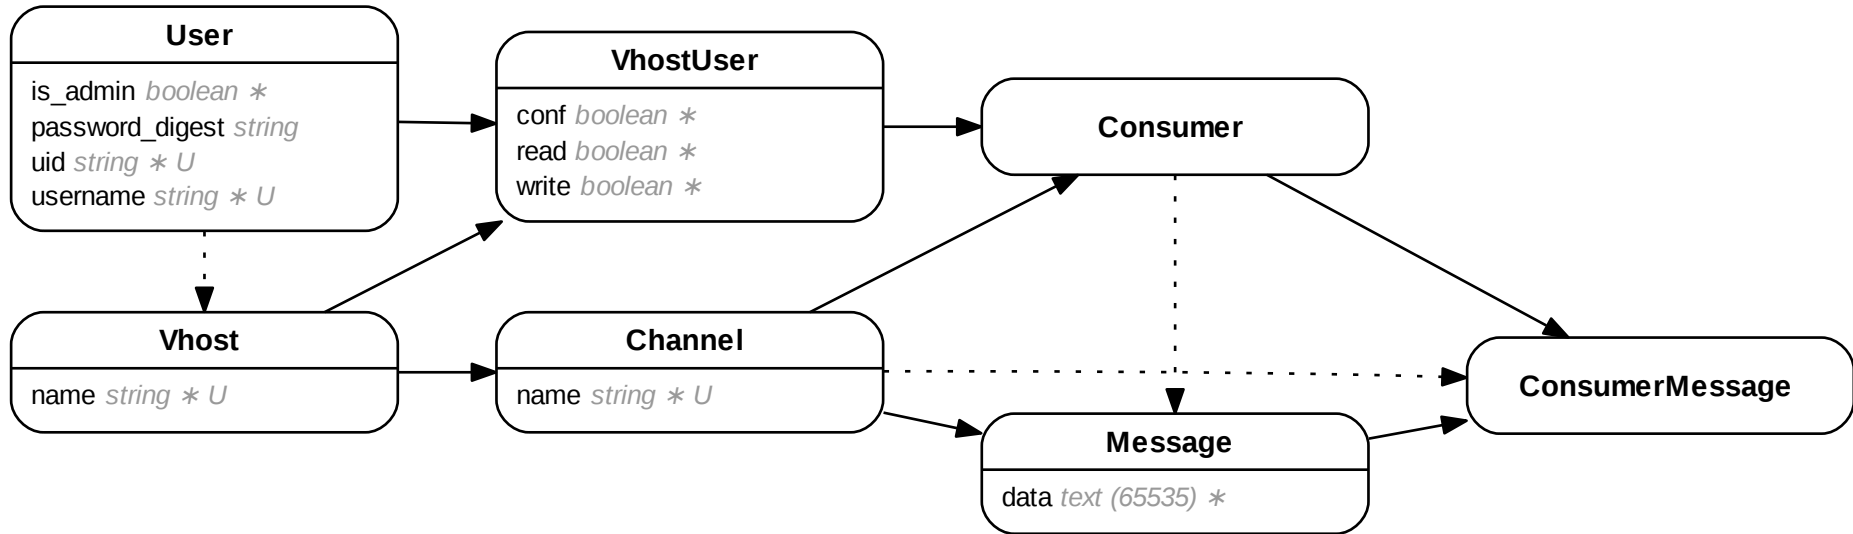 User
is_admin boolean ∗
password_digest string
uid string ∗ U
username string ∗ U
VhostUser
conf boolean ∗
read boolean ∗
write boolean ∗
Consumer
Vhost
name string ∗ U
Channel
name string ∗ U
Message
data text (65535) ∗
ConsumerMessage